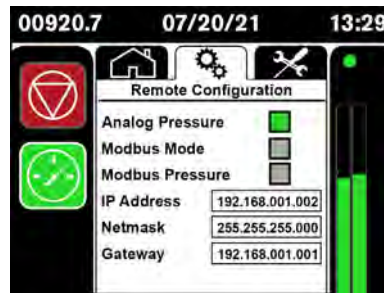 00920.7 07/20/21 13:29
Remote Configuration
Analog Pressure
Modbus Mode
Modbus Pressure
IP Address 192.168.001.002
Netmask 255.255.255.000
Gateway 192.168.001.001